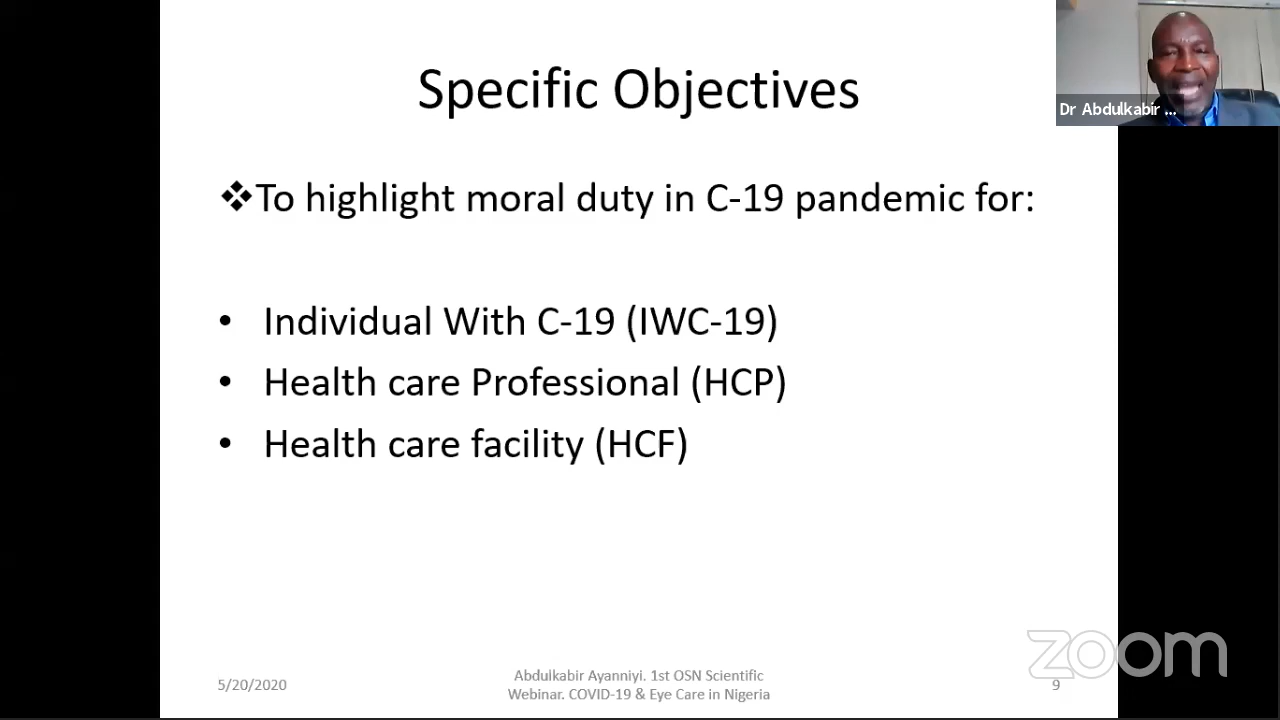 Specific Objectives
Dr Abdulkabir ...
❖To highlight moral duty in C-19 pandemic for:
• Individual With C-19 (IWC-19)
• Health care Professional (HCP)
• Health care facility (HCF)
zoom
5/20/2020
Abdulkabir Ayanniyi. 1st OSN Scientific
Webinar. COVID-19 & Eye Care in Nigeria
9